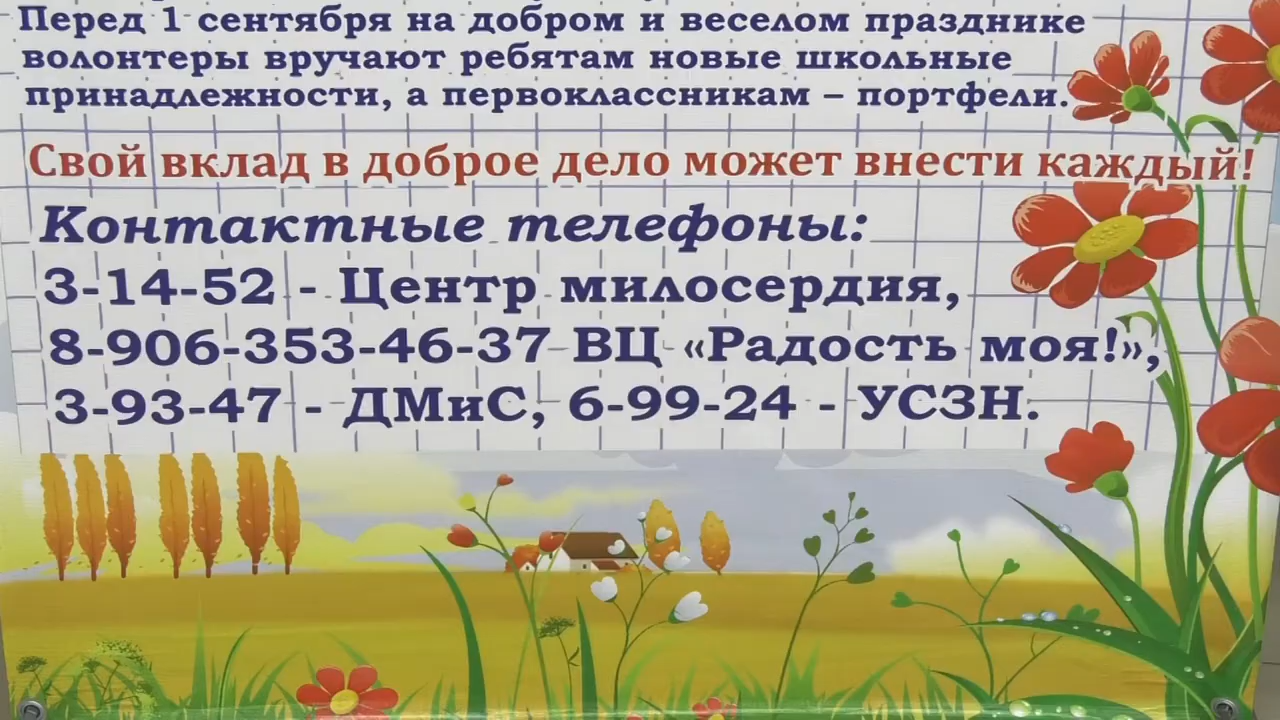 Перед 1 сентября на добром и веселом празднике
волонтеры вручают ребятам новые школьные
принадлежности, а первоклассникам – портфели.
Свой вклад в доброе дело может внести каждый!
Контактные телефоны:
3-14-52 - Центр милосердия,
8-906-353-46-37 ВЦ «Радость моя!»,
3-93-47 - ДМиС, 6-99-24 - УСЗН.